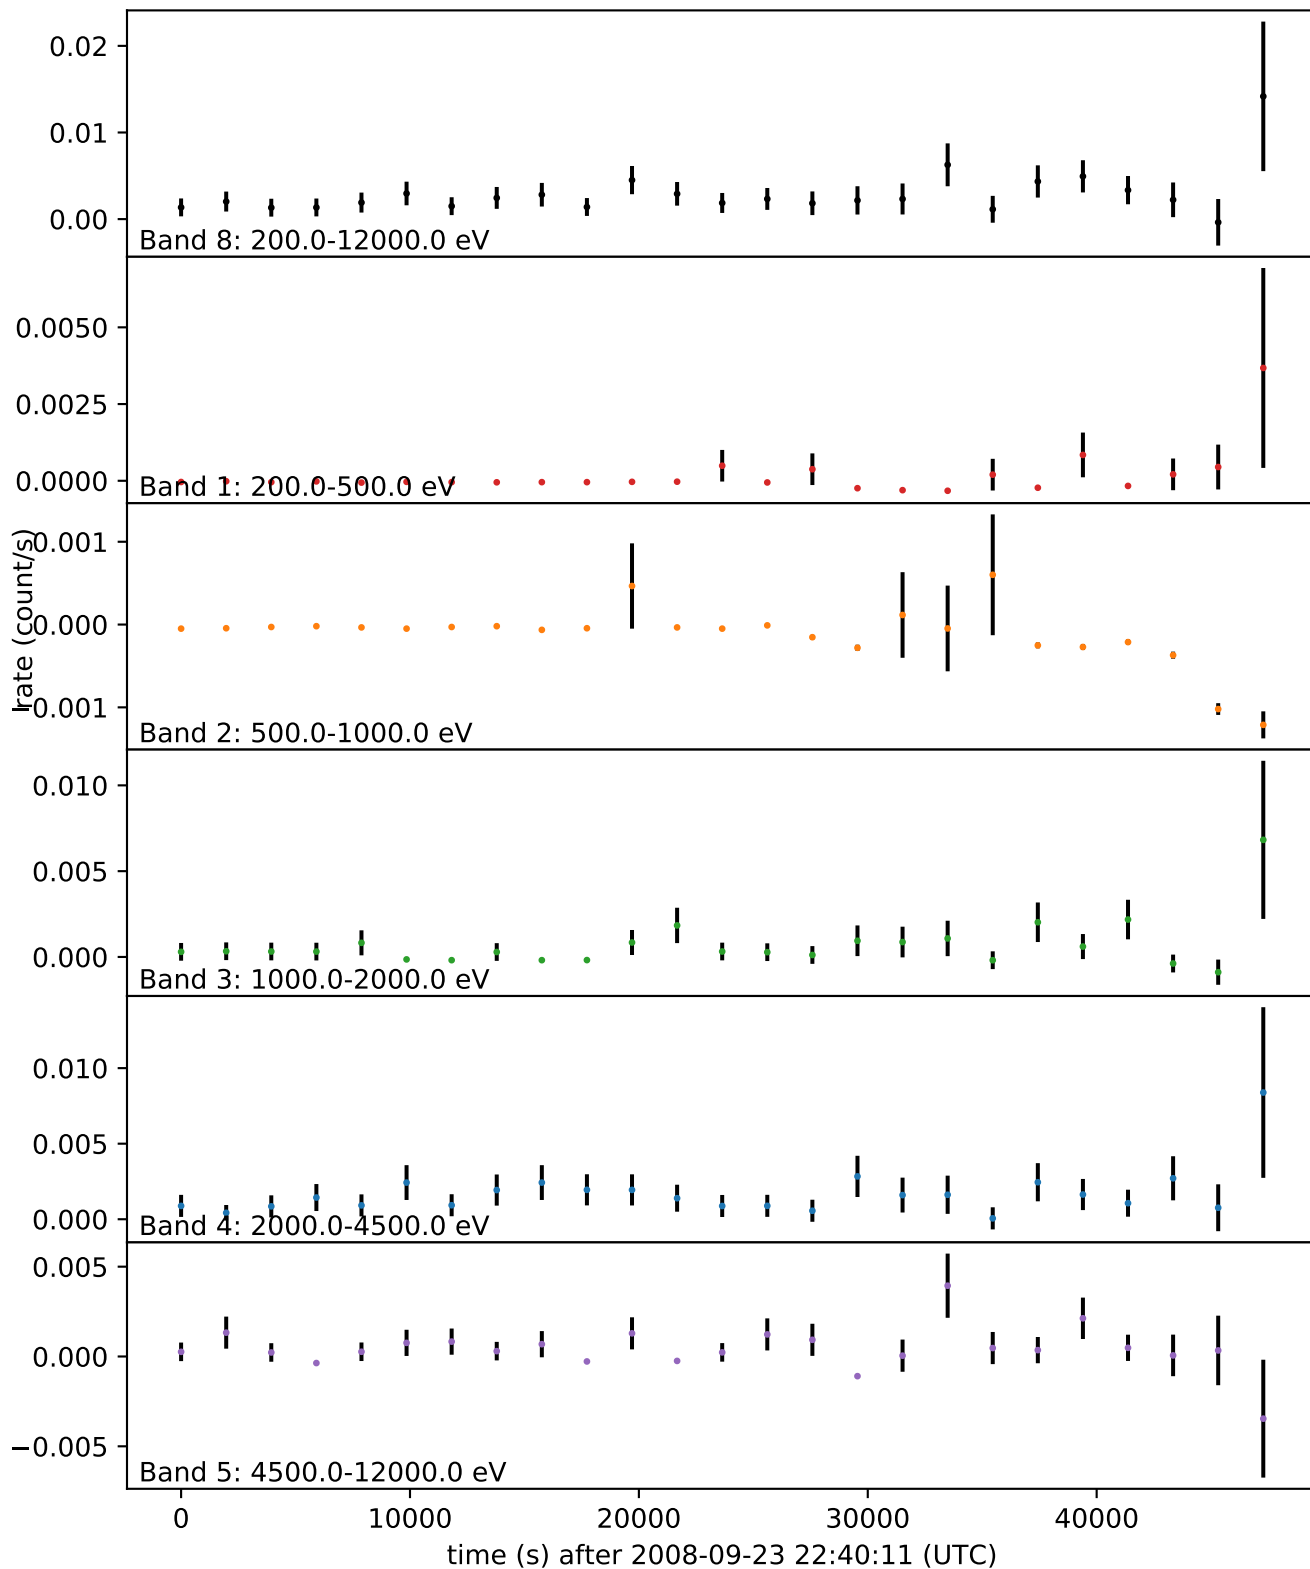 0.02
0.01
0.00
Band 8: 200.0-12000.0 eV
0.0050
0.0025
0.0000
Band 1: 200.0-500.0 eV
rate (count/s)
0.001
0.000
−0.001
Band 2: 500.0-1000.0 eV
0.010
0.005
0.000
Band 3: 1000.0-2000.0 eV
0.010
0.005
0.000
Band 4: 2000.0-4500.0 eV
0.005
0.000
−0.005
Band 5: 4500.0-12000.0 eV
0 10000 20000 30000 40000
time (s) after 2008-09-23 22:40:11 (UTC)